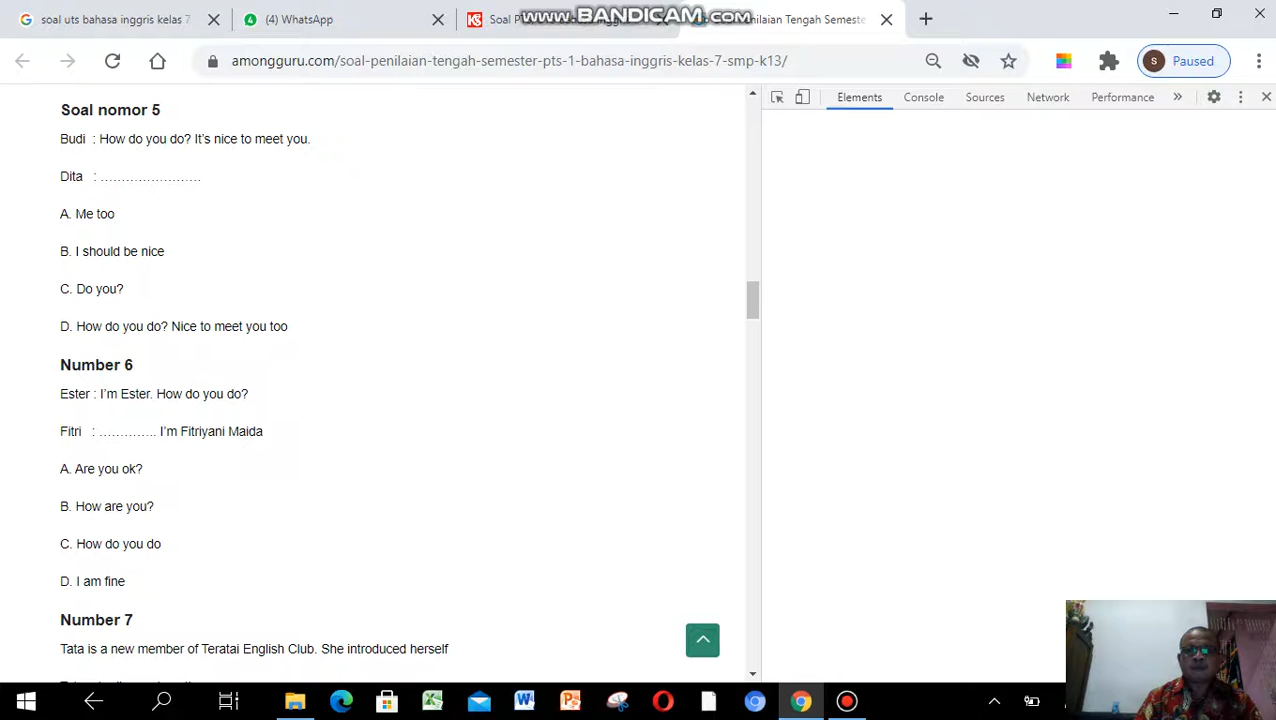 soal uts bahasa inggris kelas 7
(4) WhatsApp
Soal P
www.BANDICAM.com
nilaian Tengah Semeste
amongguru.com/soal-penilaian-tengah-semester-pts-1-bahasa-inggris-kelas-7-smp-k13/
S Paused
Elements Console Sources Network Performance
Soal nomor 5
Budi : How do you do? It's nice to meet you.
Dita : ........................
A. Me too
B. I should be nice
C. Do you?
D. How do you do? Nice to meet you too
Number 6
Ester : I'm Ester. How do you do?
Fitri : .............. I'm Fitriyani Maida
A. Are you ok?
B. How are you?
C. How do you do
D. I am fine
Number 7
Tata is a new member of Teratai English Club. She introduced herself